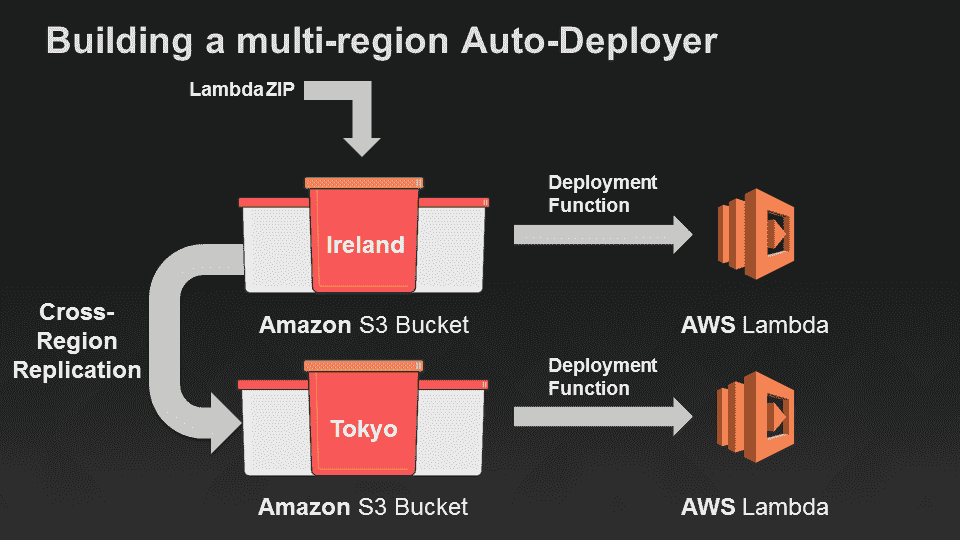 Building a multi-region Auto-Deployer
Lambda ZIP
Deployment
Function
Ireland
Cross-
Region
Replication
Amazon S3 Bucket
AWS Lambda
Deployment
Function
Tokyo
Amazon S3 Bucket
AWS Lambda